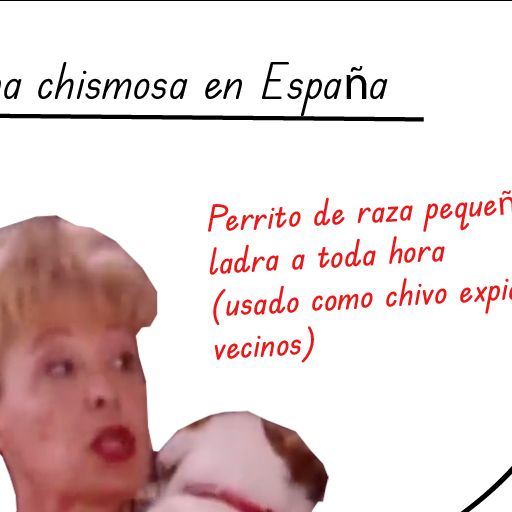 a chismosa en España
Perrito de raza pequeñ
ladra a toda hora
(usado como chivo expi
vecinos)